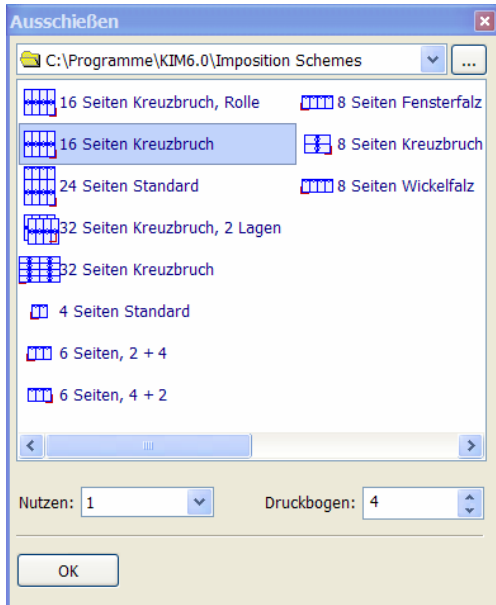 Ausschießen
C:\Programme\KIM6.0\Imposition Schemes
...
16 Seiten Kreuzbruch, Rolle
16 Seiten Kreuzbruch
24 Seiten Standard
32 Seiten Kreuzbruch, 2 Lagen
32 Seiten Kreuzbruch
4 Seiten Standard
6 Seiten, 2 + 4
6 Seiten, 4 + 2
8 Seiten Fensterfalz
8 Seiten Kreuzbruch
8 Seiten Wickelfalz
Nutzen: 1
Druckbogen: 4
OK